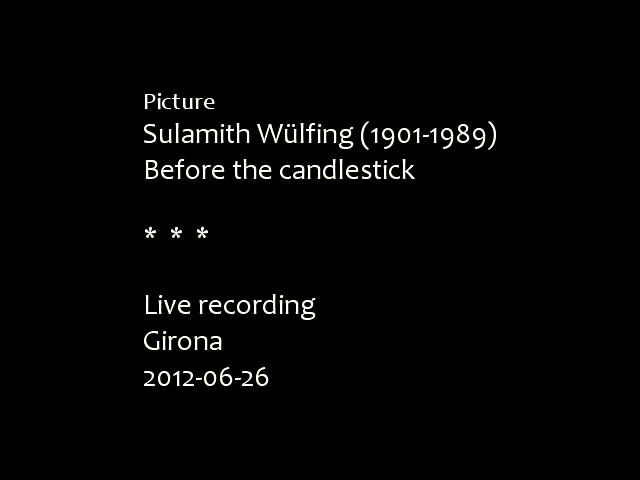 Picture
Sulamith Wülfing (1901-1989)
Before the candlestick
* * *
Live recording
Girona
2012-06-26